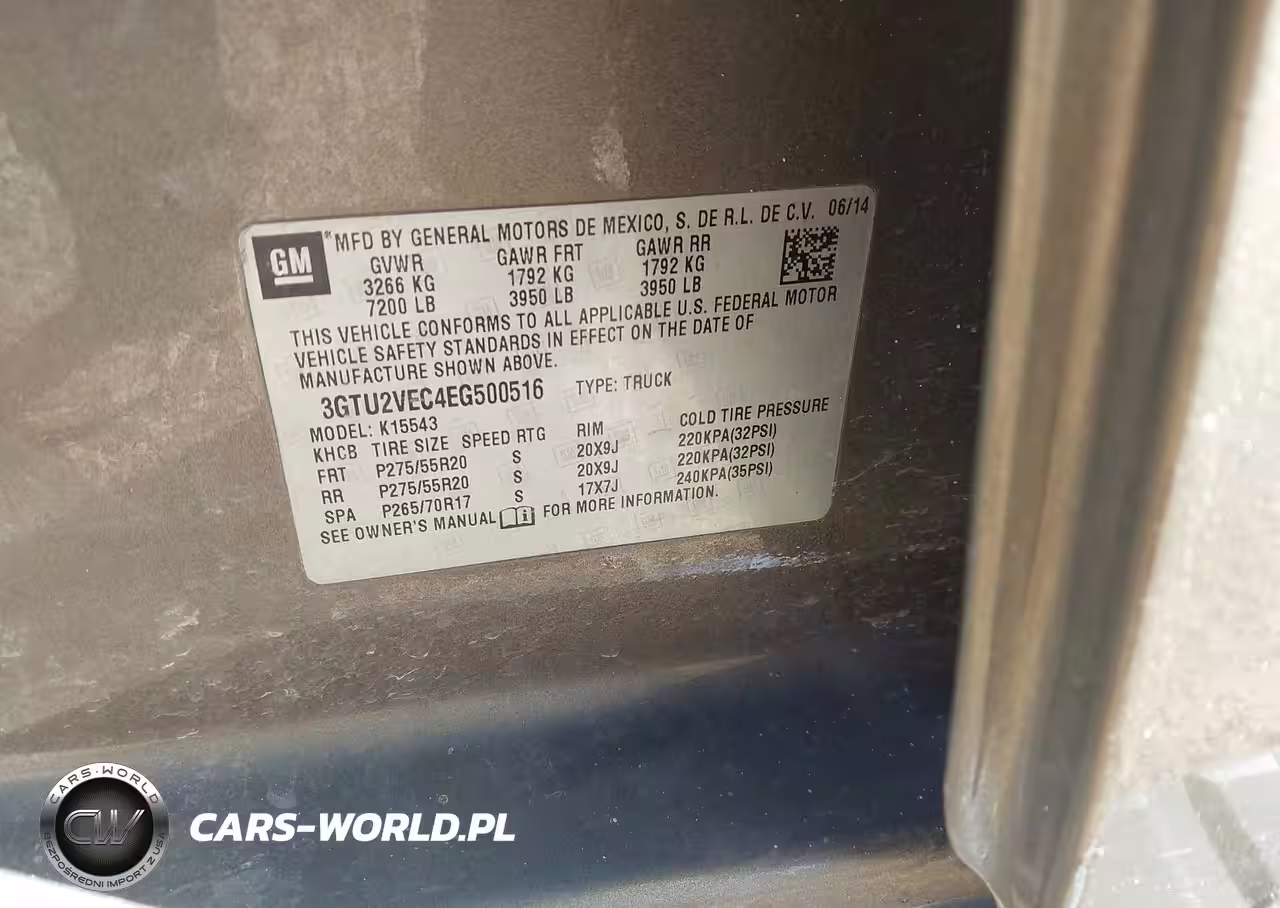 GM
*MFD BY GENERAL MOTORS DE MEXICO, S. DE R.L. DE C.V. 06/14
GVWR GAWR FRT GAWR RR
3266 KG 1792 KG 1792 KG
7200 LB 3950 LB 3950 LB
THIS VEHICLE CONFORMS TO ALL APPLICABLE U.S. FEDERAL MOTOR
VEHICLE SAFETY STANDARDS IN EFFECT ON THE DATE OF
MANUFACTURE SHOWN ABOVE.
3GTU2VEC4EG500516 TYPE: TRUCK
MODEL: K15543
KHCB TIRE SIZE SPEED RTG RIM COLD TIRE PRESSURE
FRT P275/55R20 S 20X9J 220KPA(32PSI)
RR P275/55R20 S 20X9J 220KPA(32PSI)
SPA P265/70R17 S 17X7J 240KPA(35PSI)
SEE OWNER'S MANUAL FOR MORE INFORMATION.
CARS-WORLD
CW
BEZPOŚREDNI IMPORT Z USA
CARS-WORLD.PL